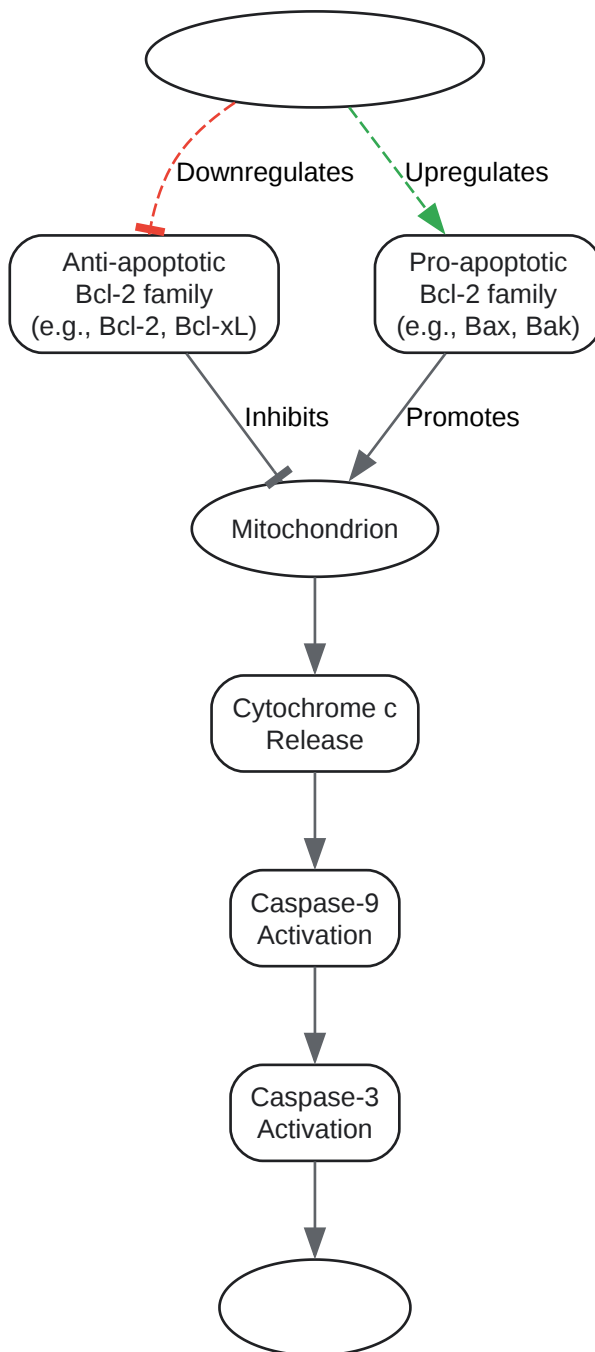 Downregulates
Upregulates
Anti-apoptotic
Bcl-2 family
(e.g., Bcl-2, Bcl-xL)
Pro-apoptotic
Bcl-2 family
(e.g., Bax, Bak)
Inhibits
Promotes
Mitochondrion
Cytochrome c
Release
Caspase-9
Activation
Caspase-3
Activation